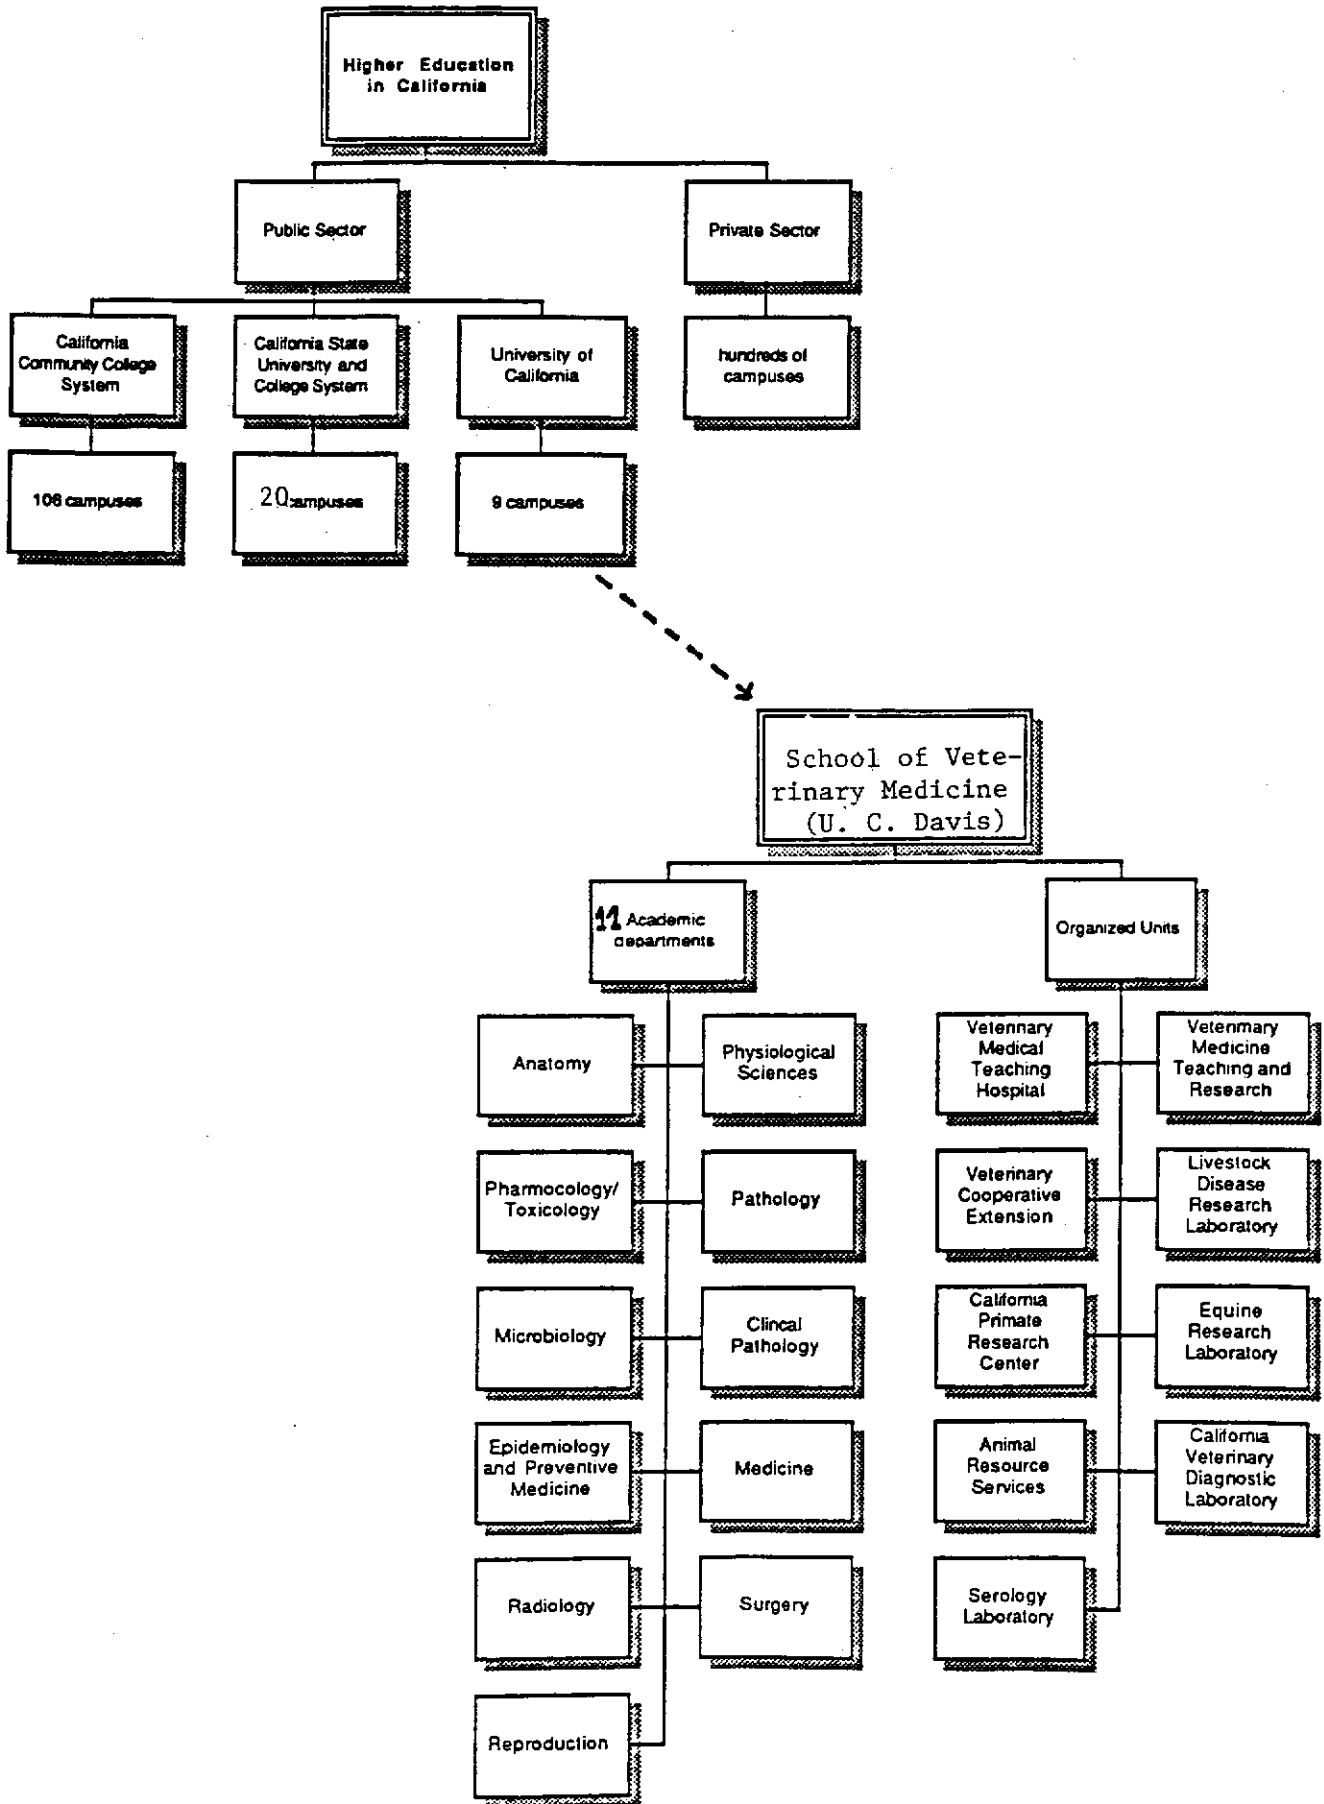 Higher Education
in California
Public Sector
Private Sector
California
Community College
System
California State
University and
College System
University of
California
hundreds of
campuses
106 campuses
20 campuses
9 campuses
School of Vete-
rinary Medicine
(U. C. Davis)
11 Academic
departments
Organized Units
Anatomy
Physiological
Sciences
Veterinary
Medical
Teaching
Hospital
Veterinary
Medicine
Teaching and
Research
Pharmocology/
Toxicology
Pathology
Veterinary
Cooperative
Extension
Livestock
Disease
Research
Laboratory
Microbiology
Clincal
Pathology
California
Primate
Research
Center
Equine
Research
Laboratory
Epidemiology
and Preventive
Medicine
Medicine
Animal
Resource
Services
California
Veterinary
Diagnostic
Laboratory
Radiology
Surgery
Serology
Laboratory
Reproduction